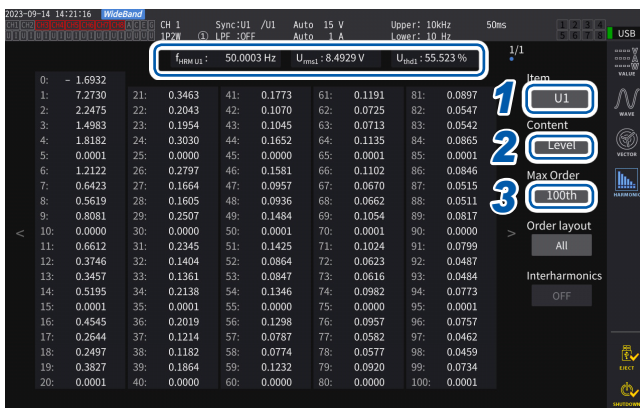 2023-09-14 14:21:16 WideBand
CH 1 Sync:U1 /U1 Auto 15 V Upper: 10kHz 50ms
1P2W ① LPF :OFF Auto 1 A Lower: 10 Hz
1 2 3 4
5 6 7 8
USB
fHRM U1 : 50.0003 Hz Urms1 : 8.4929 V Uthd1 : 55.523 %
1/1
0: - 1.6932
1: 7.2730 21: 0.3463 41: 0.1773 61: 0.1191 81: 0.0897
2: 2.2475 22: 0.2043 42: 0.1070 62: 0.0725 82: 0.0547
3: 1.4983 23: 0.1954 43: 0.1045 63: 0.0713 83: 0.0542
4: 1.8182 24: 0.3030 44: 0.1652 64: 0.1135 84: 0.0865
5: 0.0001 25: 0.0000 45: 0.0000 65: 0.0001 85: 0.0001
6: 1.2122 26: 0.2797 46: 0.1581 66: 0.1102 86: 0.0846
7: 0.6423 27: 0.1664 47: 0.0957 67: 0.0670 87: 0.0515
8: 0.5619 28: 0.1605 48: 0.0936 68: 0.0662 88: 0.0511
9: 0.8081 29: 0.2507 49: 0.1484 69: 0.1054 89: 0.0817
< 10: 0.0000 30: 0.0000 50: 0.0001 70: 0.0001 90: 0.0000 >
11: 0.6612 31: 0.2345 51: 0.1425 71: 0.1024 91: 0.0799
12: 0.3746 32: 0.1404 52: 0.0864 72: 0.0623 92: 0.0487
13: 0.3457 33: 0.1361 53: 0.0847 73: 0.0616 93: 0.0484
14: 0.5195 34: 0.2138 54: 0.1346 74: 0.0982 94: 0.0773
15: 0.0001 35: 0.0001 55: 0.0000 75: 0.0000 95: 0.0001
16: 0.4545 36: 0.2019 56: 0.1298 76: 0.0957 96: 0.0757
17: 0.2644 37: 0.1214 57: 0.0787 77: 0.0582 97: 0.0462
18: 0.2497 38: 0.1182 58: 0.0774 78: 0.0577 98: 0.0459
19: 0.3827 39: 0.1864 59: 0.1232 79: 0.0920 99: 0.0734
20: 0.0001 40: 0.0000 60: 0.0000 80: 0.0000 100: 0.0001
Item
1 U1
Content
2 Level
Max Order
3 100th
Order layout
All
Interharmonics
OFF
VALUE
WAVE
VECTOR
HARMONIC
EJECT
SHUTDOWN